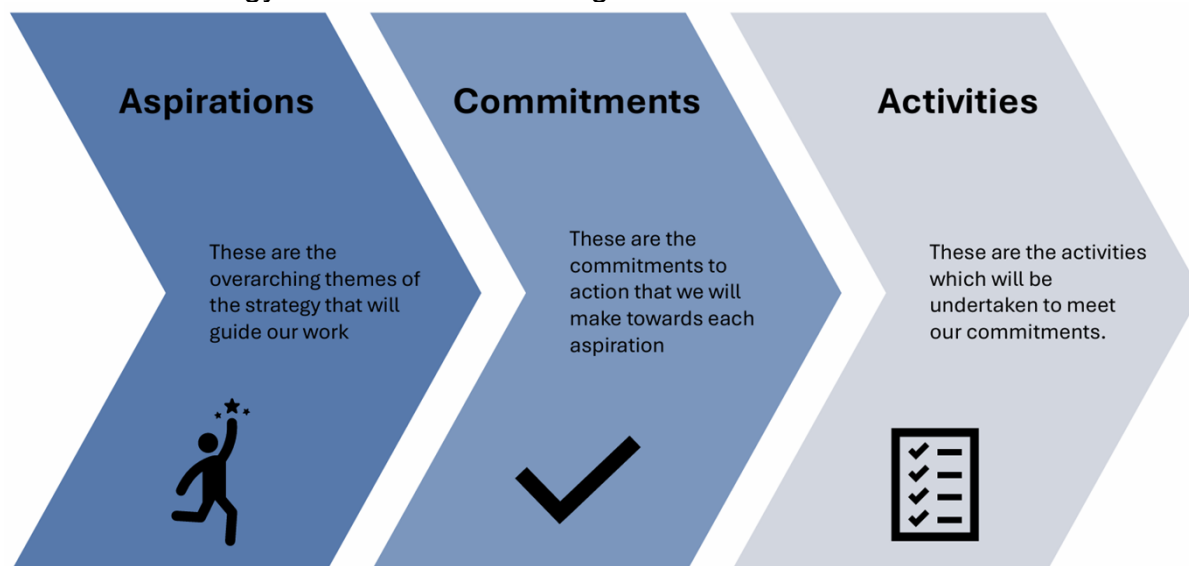 Aspirations
These are the
overarching themes of
the strategy that will
guide our work
Commitments
These are the
commitments to
action that we will
make towards each
aspiration
Activities
These are the activities
which will be
undertaken to meet
our commitments.